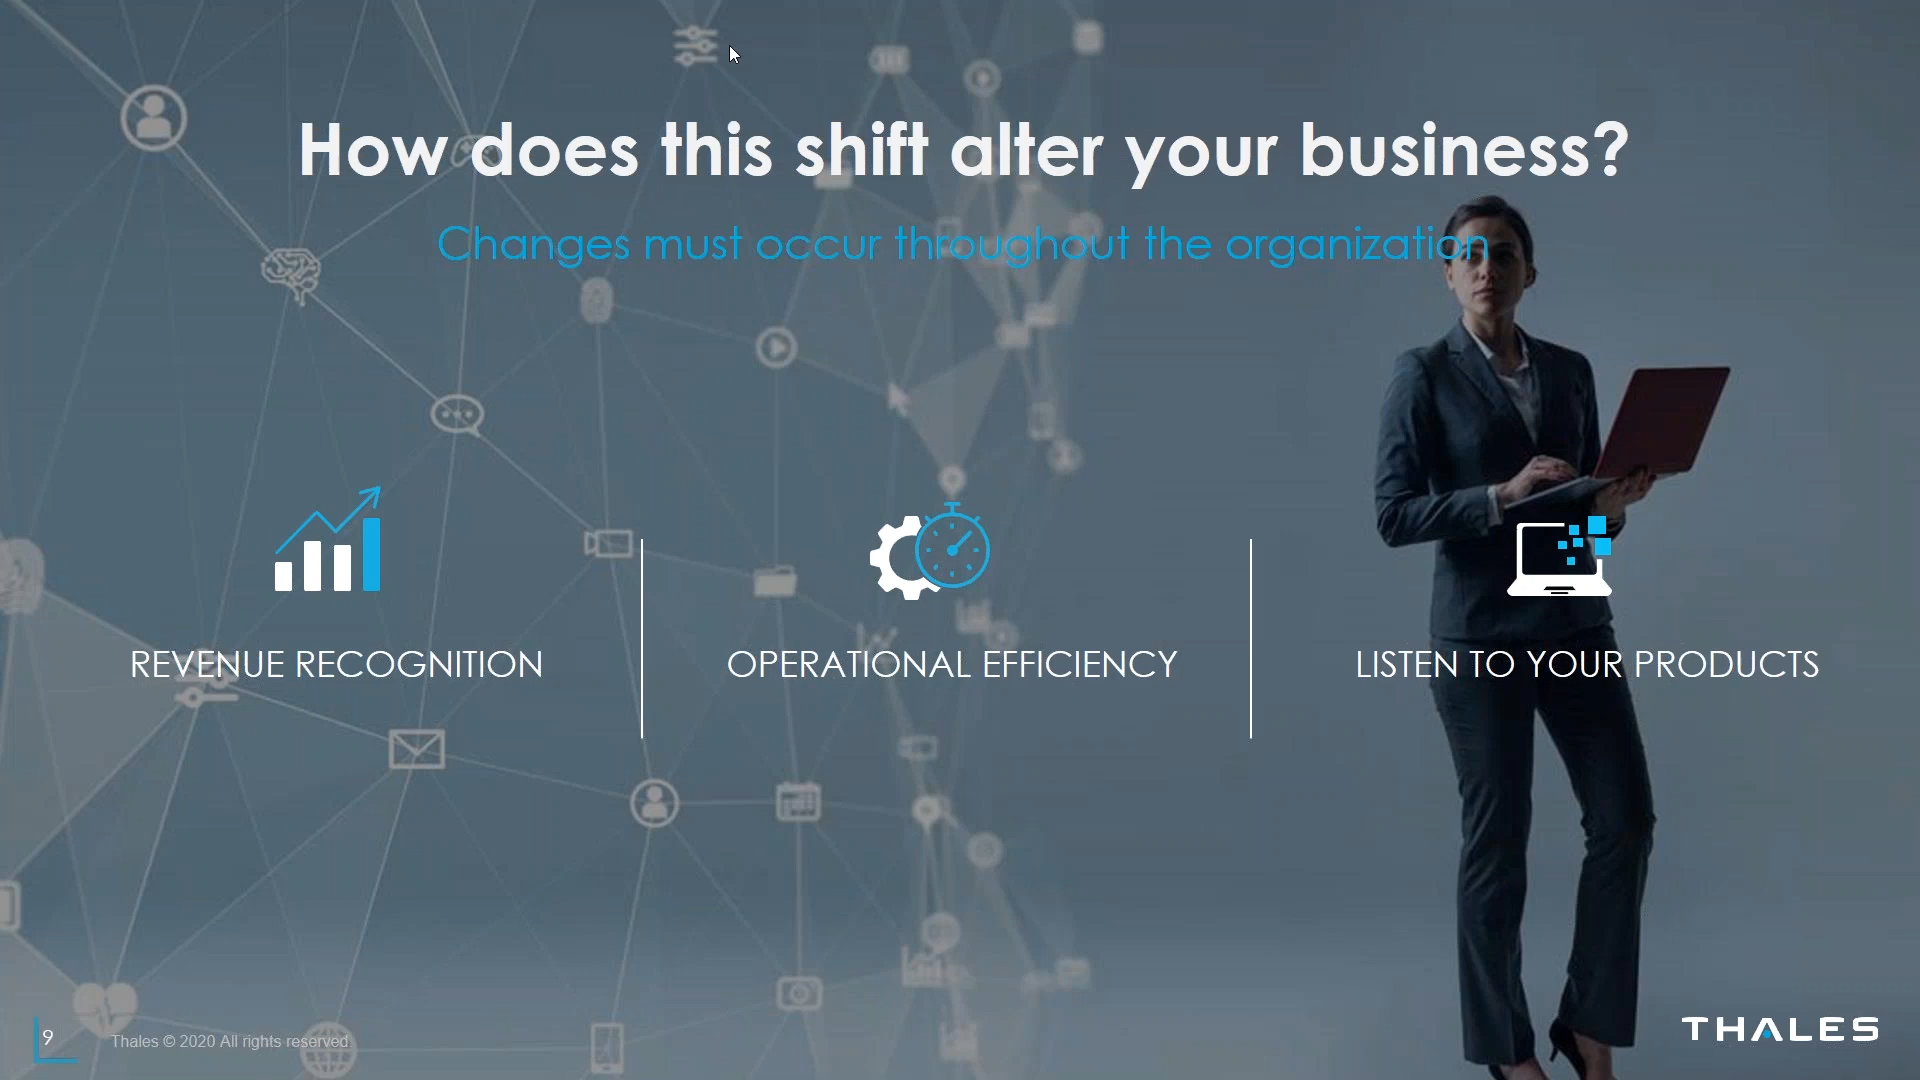 How does this shift alter your business?
Changes must occur throughout the organization
REVENUE RECOGNITION
OPERATIONAL EFFICIENCY
LISTEN TO YOUR PRODUCTS
9
Thales © 2020 All rights reserved
THALES